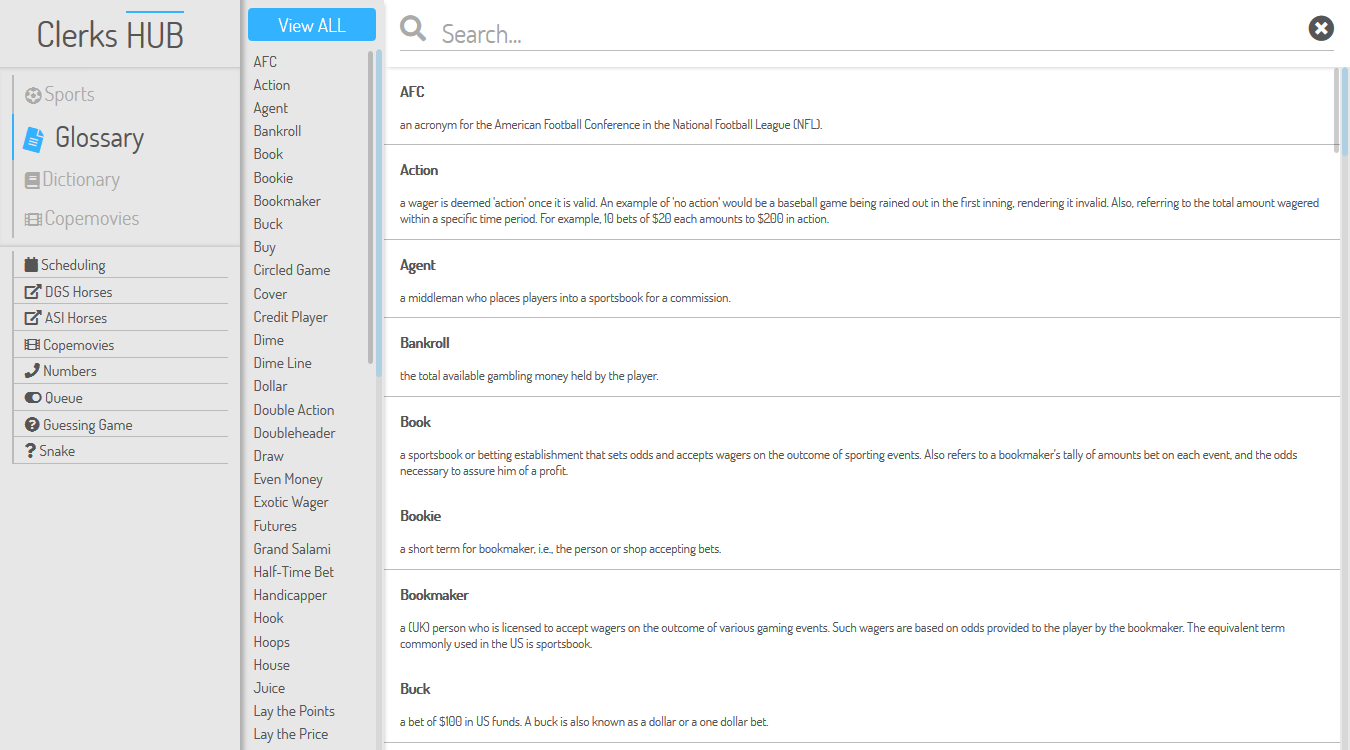 Clerks HUB
Sports
Glossary
Dictionary
Copemovies
Scheduling
DGS Horses
ASI Horses
Copemovies
Numbers
Queue
Guessing Game
Snake
View ALL
AFC
Action
Agent
Bankroll
Book
Bookie
Bookmaker
Buck
Buy
Circled Game
Cover
Credit Player
Dime
Dime Line
Dollar
Double Action
Doubleheader
Draw
Even Money
Exotic Wager
Futures
Grand Salami
Half-Time Bet
Handicapper
Hook
Hoops
House
Juice
Lay the Points
Lay the Price
Search...
AFC
an acronym for the American Football Conference in the National Football League (NFL).
Action
a wager is deemed 'action' once it is valid. An example of 'no action' would be a baseball game being rained out in the first inning, rendering it invalid. Also, referring to the total amount wagered
within a specific time period. For example, 10 bets of $20 each amounts to $200 in action.
Agent
a middleman who places players into a sportsbook for a commission.
Bankroll
the total available gambling money held by the player.
Book
a sportsbook or betting establishment that sets odds and accepts wagers on the outcome of sporting events. Also refers to a bookmaker's tally of amounts bet on each event, and the odds
necessary to assure him of a profit.
Bookie
a short term for bookmaker, i.e., the person or shop accepting bets.
Bookmaker
a (UK) person who is licensed to accept wagers on the outcome of various gaming events. Such wagers are based on odds provided to the player by the bookmaker. The equivalent term
commonly used in the US is sportsbook.
Buck
a bet of $100 in US funds. A buck is also known as a dollar or a one dollar bet.